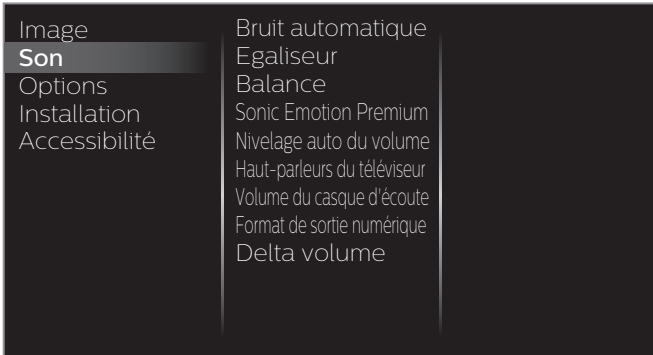 Image
Son
Options
Installation
Accessibilité
Bruit automatique
Egaliseur
Balance
Sonic Emotion Premium
Nivelage auto du volume
Haut-parleurs du téléviseur
Volume du casque d'écoute
Format de sortie numérique
Delta volume